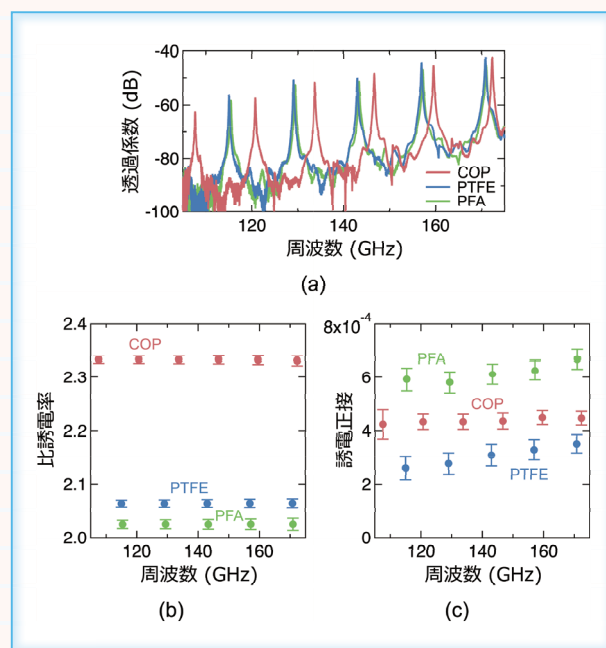 -40
-60
-80
-100
透過係数 (dB)
COP
PTFE
PFA
120 140 160
周波数 (GHz)
(a)
2.4
2.3
2.2
2.1
2.0
比誘電率
COP
PTFE
PFA
120 140 160
周波数 (GHz)
(b)
8x10-4
6
4
2
0
誘電正接
PFA
COP
PTFE
120 140 160
周波数 (GHz)
(c)